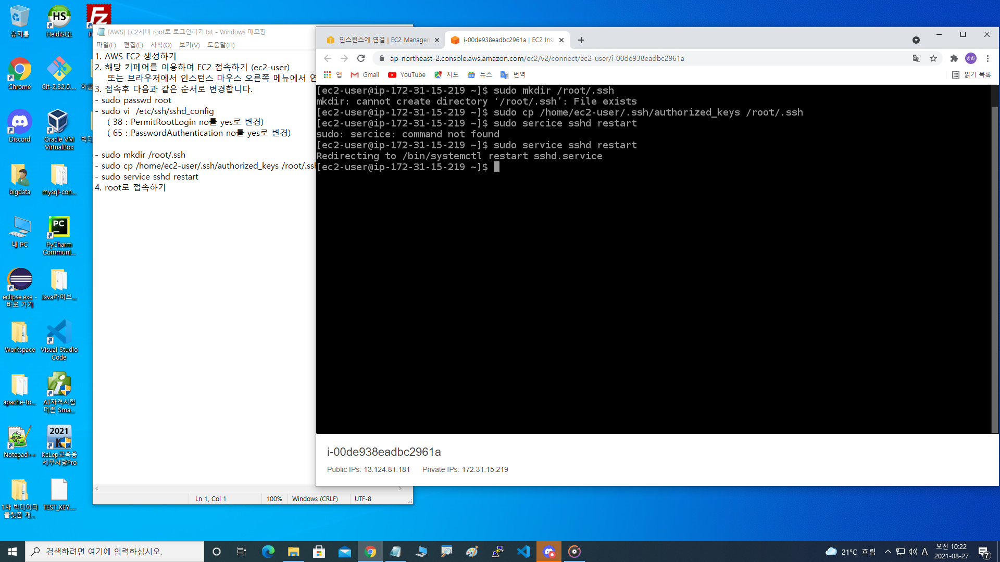 휴지통
HeidiSQL
Chrome
Git-2.32.0....
Discord
Oracle VM
VirtualBox
bigdata
mysql-con...
내 PC
PyCharm
Communi...
eclipse.exe -
바로 가기
Java라이브...
Workspace
Visual Studio
Code
apache-to...
AT자격시험
더존 Sma...
Notepad++
KcLep교육용
세무사랑Pro
1차 빅데이터
플랫폼 개...
TEST_KEY....
[AWS] EC2서버 root로 로그인하기.txt - Windows 메모장
파일(F) 편집(E) 서식(O) 보기(V) 도움말(H)
1. AWS EC2 생성하기
2. 해당 키페어를 이용하여 EC2 접속하기 (ec2-user)
또는 브라우저에서 인스턴스 마우스 오른쪽 메뉴에서 연
3. 접속후 다음과 같은 순서로 변경합니다.
- sudo passwd root
- sudo vi  /etc/ssh/sshd_config
( 38 : PermitRootLogin no를 yes로 변경)
( 65 : PasswordAuthentication no를 yes로 변경)
- sudo mkdir /root/.ssh
- sudo cp /home/ec2-user/.ssh/authorized_keys /root/.ssh
- sudo service sshd restart
4. root로 접속하기
Ln 1, Col 1 100% Windows (CRLF) UTF-8
인스턴스에 연결 | EC2 Managen
i-00de938eadbc2961a | EC2 Inst
ap-northeast-2.console.aws.amazon.com/ec2/v2/connect/ec2-user/i-00de938eadbc2961a
병화
앱 Gmail YouTube 지도 뉴스 번역 읽기 목록
[ec2-user@ip-172-31-15-219 ~]$ sudo mkdir /root/.ssh
mkdir: cannot create directory ‘/root/.ssh’: File exists
[ec2-user@ip-172-31-15-219 ~]$ sudo cp /home/ec2-user/.ssh/authorized_keys /root/.ssh
[ec2-user@ip-172-31-15-219 ~]$ sudo sercice sshd restart
sudo: sercice: command not found
[ec2-user@ip-172-31-15-219 ~]$ sudo service sshd restart
Redirecting to /bin/systemctl restart sshd.service
[ec2-user@ip-172-31-15-219 ~]$
i-00de938eadbc2961a
Public IPs: 13.124.81.181 Private IPs: 172.31.15.219
검색하려면 여기에 입력하십시오.
21°C 흐림
A
오전 10:22
2021-08-27
7